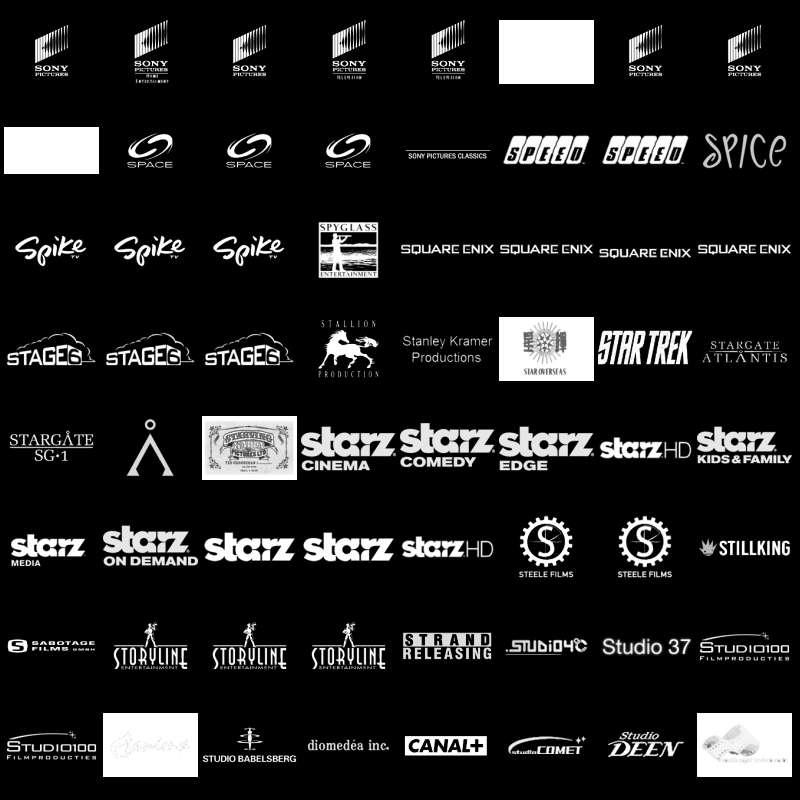 SONY
PICTURES
SONY
PICTURES
HOME
ENTERTAINMENT
SONY
PICTURES
SONY
PICTURES
TELEVISION
SONY
PICTURES
TELEVISION
SONY
PICTURES
SONY
PICTURES
SPACE
SPACE
SPACE
SONY PICTURES CLASSICS
SPEED
SPEED
SPICE
Spike
TV
Spike
TV
Spike
TV
SPYGLASS
ENTERTAINMENT
SQUARE ENIX
SQUARE ENIX
SQUARE ENIX
SQUARE ENIX
STAGE6
STAGE6
STAGE6
STALLION
PRODUCTION
Stanley Kramer
Productions
STAR OVERSEAS
STAR TREK
STARGATE
ATLANTIS
STARGATE
SG·1
PICTURES LTD
starz
CINEMA
starz
COMEDY
starz
EDGE
starz HD
starz
KIDS & FAMILY
starz
MEDIA
starz
ON DEMAND
starz
starz
starz HD
S
STEELE FILMS
S
STEELE FILMS
STILLKING
S SABOTAGE
FILMS GMBH
STORYLINE
ENTERTAINMENT
STORYLINE
ENTERTAINMENT
STORYLINE
ENTERTAINMENT
STRAND
RELEASING
STUDIO4°C
Studio 37
STUDIO100
FILMPRODUCTIES
STUDIO100
FILMPRODUCTIES
STUDIO BABELSBERG
diomedéa inc.
CANAL+
studio COMET
Studio
DEEN